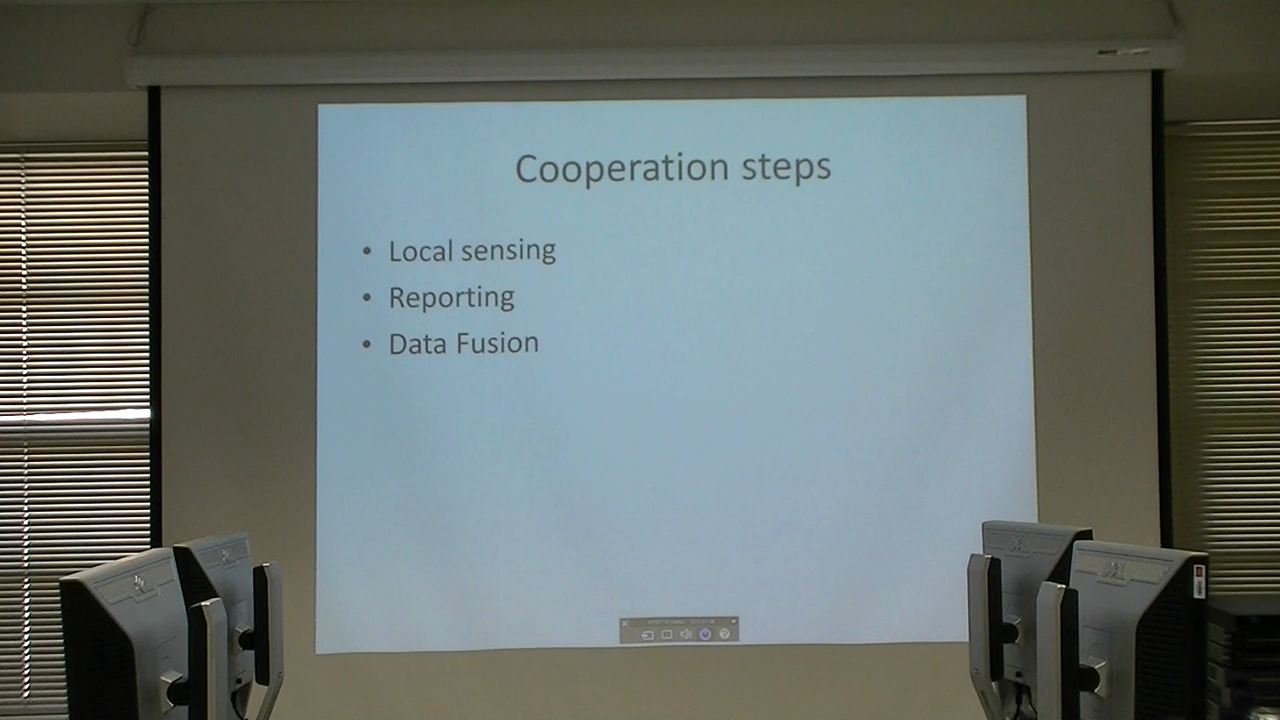 Cooperation steps
• Local sensing
• Reporting
• Data Fusion